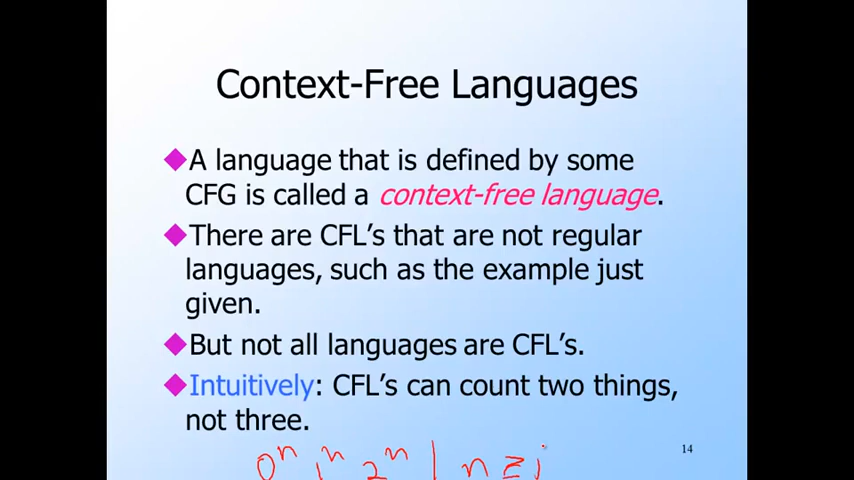 Context-Free Languages
◆A language that is defined by some
CFG is called a context-free language.
◆There are CFL's that are not regular
languages, such as the example just
given.
◆But not all languages are CFL's.
◆Intuitively: CFL's can count two things,
not three.
0ⁿ 1ⁿ 2ⁿ | n ≥
14